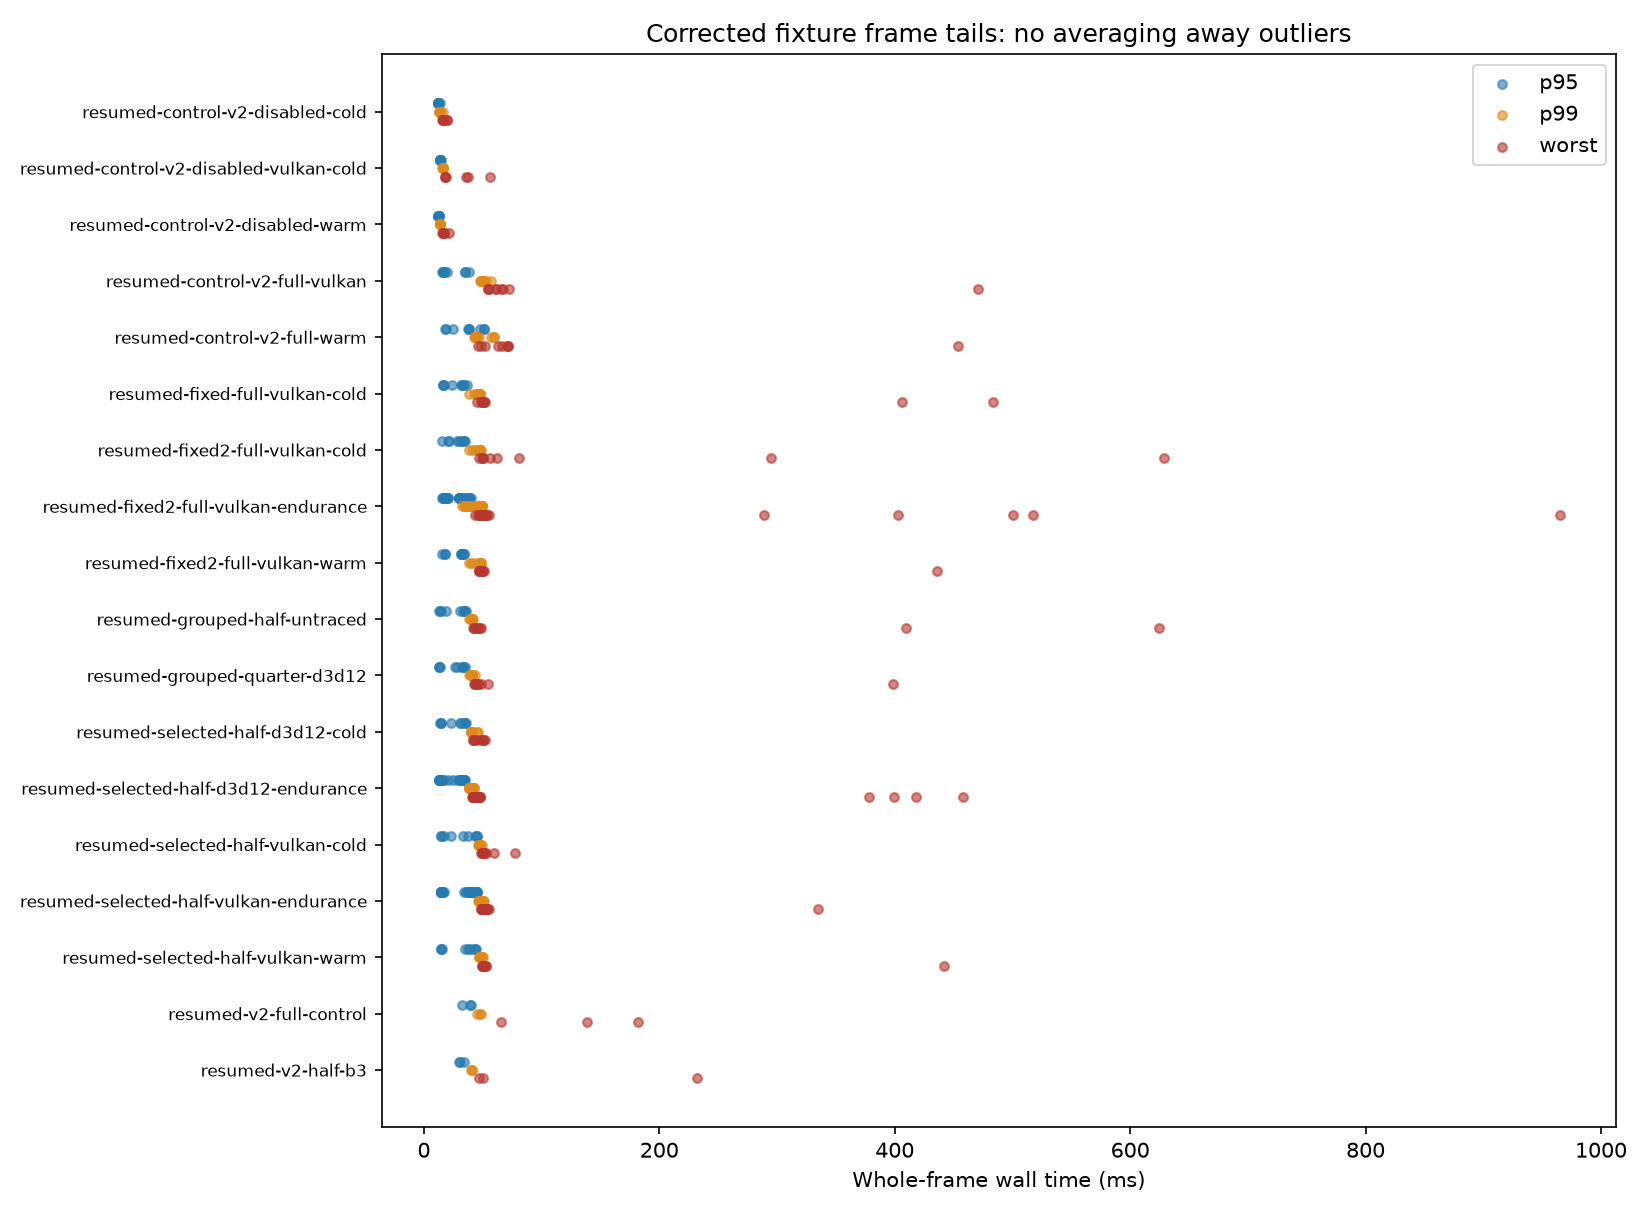 Corrected fixture frame tails: no averaging away outliers
p95
p99
worst
resumed-control-v2-disabled-cold
resumed-control-v2-disabled-vulkan-cold
resumed-control-v2-disabled-warm
resumed-control-v2-full-vulkan
resumed-control-v2-full-warm
resumed-fixed-full-vulkan-cold
resumed-fixed2-full-vulkan-cold
resumed-fixed2-full-vulkan-endurance
resumed-fixed2-full-vulkan-warm
resumed-grouped-half-untraced
resumed-grouped-quarter-d3d12
resumed-selected-half-d3d12-cold
resumed-selected-half-d3d12-endurance
resumed-selected-half-vulkan-cold
resumed-selected-half-vulkan-endurance
resumed-selected-half-vulkan-warm
resumed-v2-full-control
resumed-v2-half-b3
0 200 400 600 800 1000
Whole-frame wall time (ms)